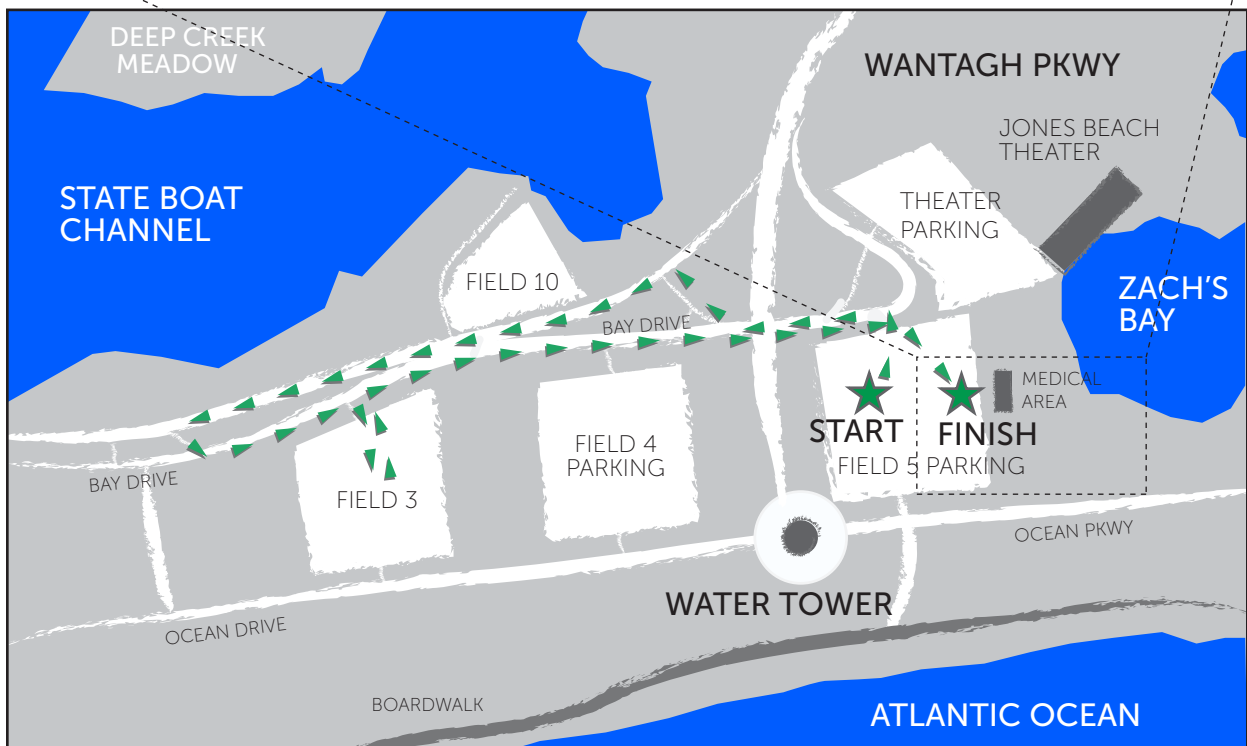 DEEP CREEK
MEADOW
WANTAGH PKWY
JONES BEACH
THEATER
STATE BOAT
CHANNEL
THEATER
PARKING
FIELD 10
ZACH'S
BAY
BAY DRIVE
MEDICAL
AREA
START
FINISH
FIELD 5 PARKING
FIELD 4
PARKING
BAY DRIVE
FIELD 3
OCEAN PKWY
WATER TOWER
OCEAN DRIVE
BOARDWALK
ATLANTIC OCEAN